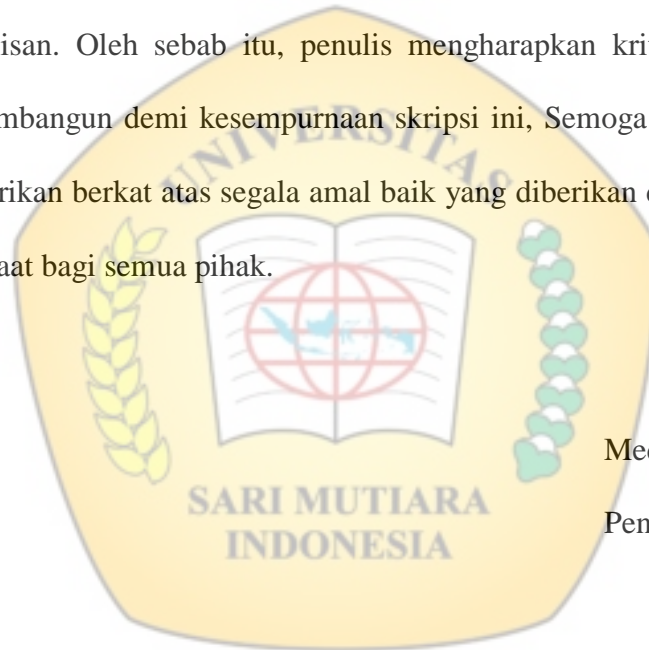 isan. Oleh sebab itu, penulis mengharapkan kri
mbangun demi kesempurnaan skripsi ini, Semoga
UNIVERSITAS
rikan berkat atas segala amal baik yang diberikan
aat bagi semua pihak.
Me
SARI MUTIARA
Pen
INDONESIA